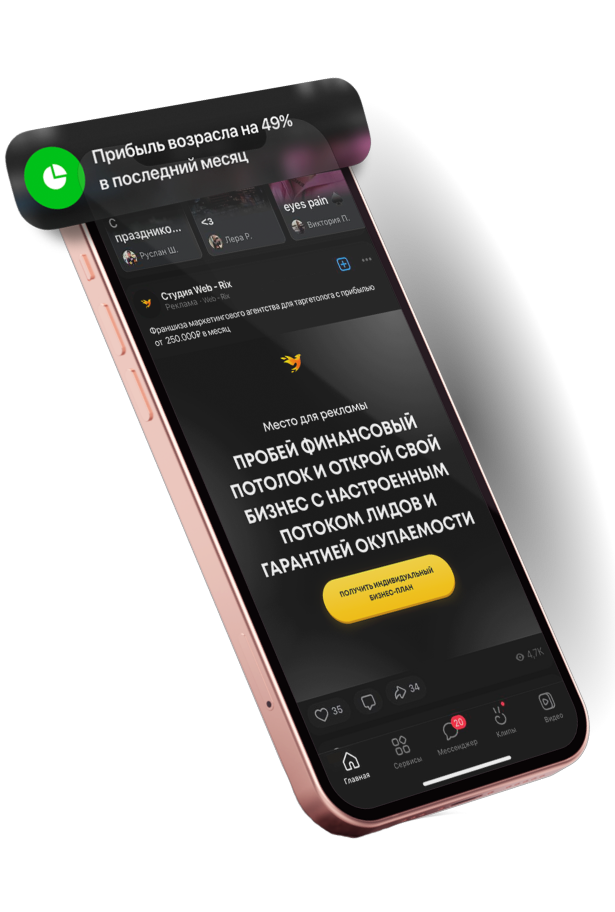 Прибыль возрасла на 49%
в последний месяц
С
празднико...
Руслан Ш.
<3
Лера Р.
eyes pain
Виктория П.
Студия Web - Rix
Реклама · Web - Rix
Франшиза маркетингового агентства для таргетолога с прибылью
от 250.000₽ в месяц
Место для рекламы
ПРОБЕЙ ФИНАНСОВЫЙ
ПОТОЛОК И ОТКРОЙ СВОЙ
БИЗНЕС С НАСТРОЕННЫМ
ПОТОКОМ ЛИДОВ И
ГАРАНТИЕЙ ОКУПАЕМОСТИ
ПОЛУЧИТЬ ИНДИВИДУАЛЬНЫЙ
БИЗНЕС-ПЛАН
35
34
4,7K
Главная
Сервисы
20
Мессенджер
Клипы
Видео